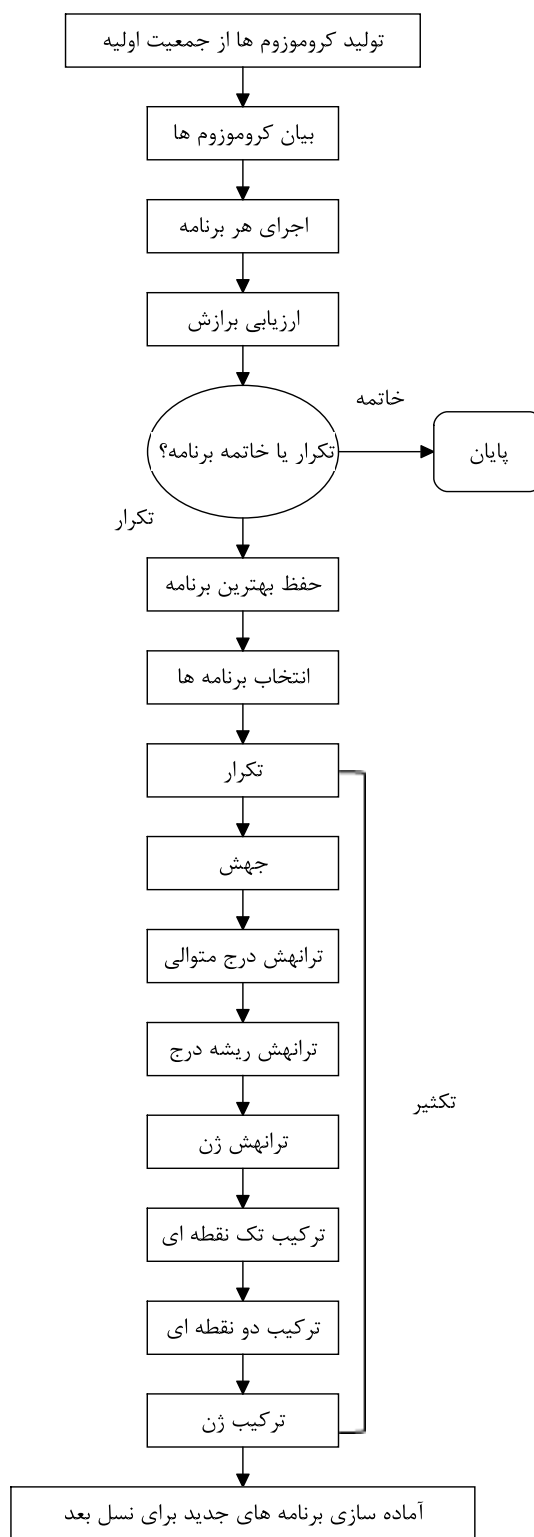 تولید کروموزوم ها از جمعیت اولیه
بیان کروموزوم ها
اجرای هر برنامه
ارزیابی برازش
خاتمه
تکرار یا خاتمه برنامه؟
پایان
تکرار
حفظ بهترین برنامه
انتخاب برنامه ها
تکرار
جهش
ترانهش درج متوالی
ترانهش ریشه درج
تکثیر
ترانهش ژن
ترکیب تک نقطه ای
ترکیب دو نقطه ای
ترکیب ژن
آماده سازی برنامه های جدید برای نسل بعد